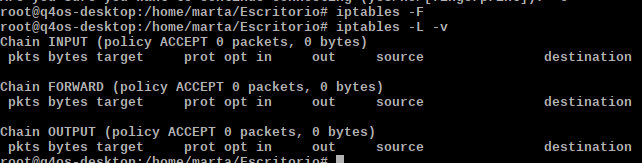 root@q4os-desktop:/home/marta/Escritorio# iptables -F
root@q4os-desktop:/home/marta/Escritorio# iptables -L -v
Chain INPUT (policy ACCEPT 0 packets, 0 bytes)
 pkts bytes target     prot opt in     out     source               destination

Chain FORWARD (policy ACCEPT 0 packets, 0 bytes)
 pkts bytes target     prot opt in     out     source               destination

Chain OUTPUT (policy ACCEPT 0 packets, 0 bytes)
 pkts bytes target     prot opt in     out     source               destination
root@q4os-desktop:/home/marta/Escritorio#